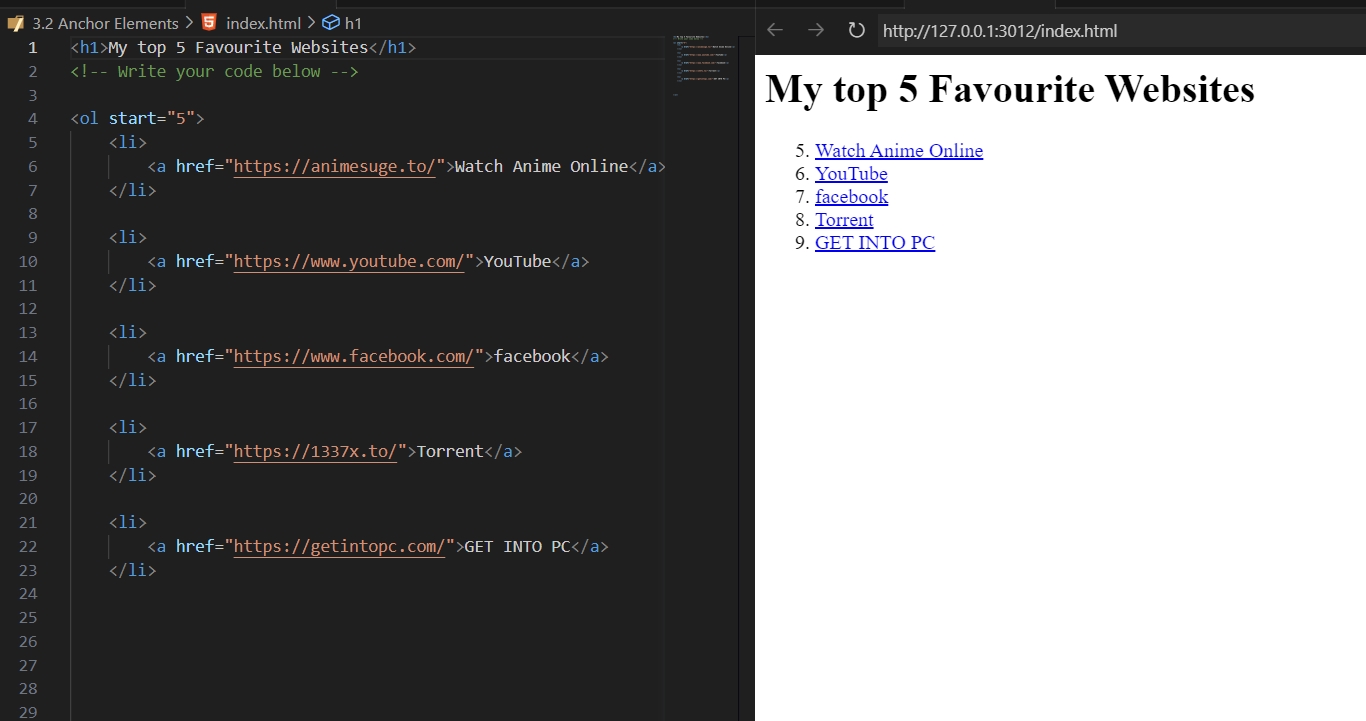 3.2 Anchor Elements > index.html > h1
1 <h1>My top 5 Favourite Websites</h1>
2 <!-- Write your code below -->
3
4 <ol start="5">
5 <li>
6 <a href="https://animesuge.to/">Watch Anime Online</a>
7 </li>
8
9 <li>
10 <a href="https://www.youtube.com/">YouTube</a>
11 </li>
12
13 <li>
14 <a href="https://www.facebook.com/">facebook</a>
15 </li>
16
17 <li>
18 <a href="https://1337x.to/">Torrent</a>
19 </li>
20
21 <li>
22 <a href="https://getintopc.com/">GET INTO PC</a>
23 </li>
24
25
26
27
28
29
http://127.0.0.1:3012/index.html
My top 5 Favourite Websites
5. Watch Anime Online
6. YouTube
7. facebook
8. Torrent
9. GET INTO PC